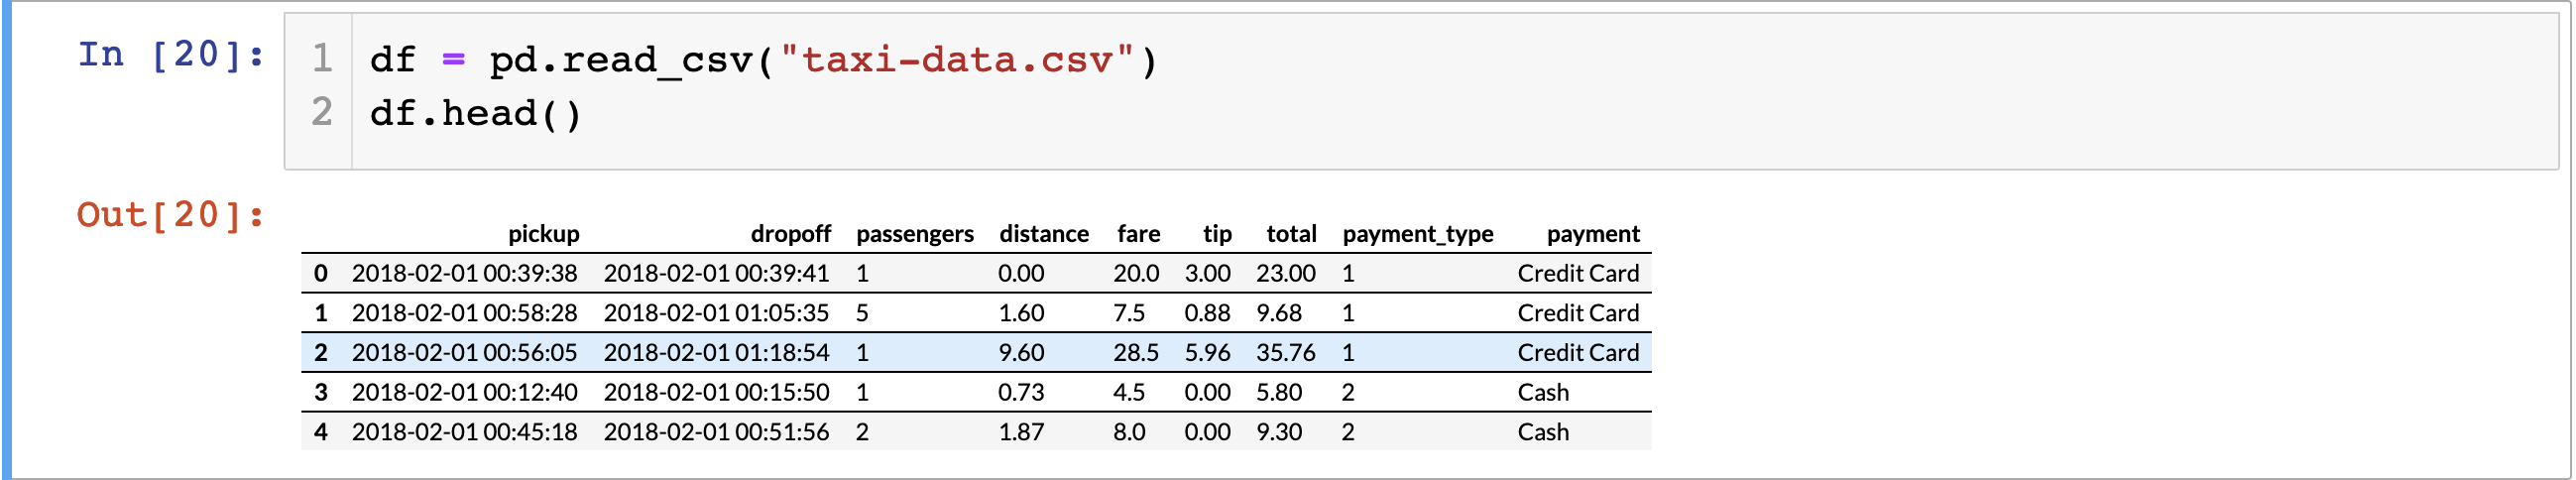 In [20]:
1 df = pd.read_csv("taxi-data.csv")
2 df.head()
Out[20]:
pickup dropoff passengers distance fare tip total payment_type payment
0 2018-02-01 00:39:38 2018-02-01 00:39:41 1 0.00 20.0 3.00 23.00 1 Credit Card
1 2018-02-01 00:58:28 2018-02-01 01:05:35 5 1.60 7.5 0.88 9.68 1 Credit Card
2 2018-02-01 00:56:05 2018-02-01 01:18:54 1 9.60 28.5 5.96 35.76 1 Credit Card
3 2018-02-01 00:12:40 2018-02-01 00:15:50 1 0.73 4.5 0.00 5.80 2 Cash
4 2018-02-01 00:45:18 2018-02-01 00:51:56 2 1.87 8.0 0.00 9.30 2 Cash